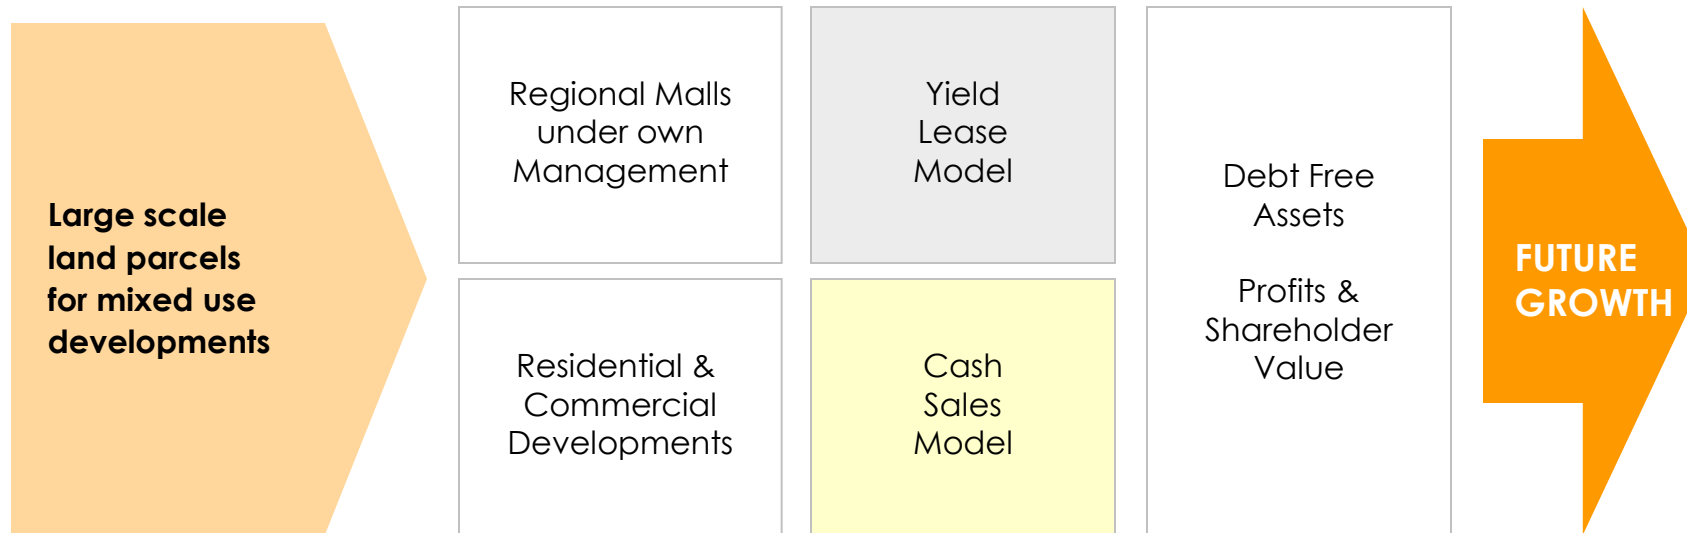 Large scale
land parcels
for mixed use
developments
Regional Malls
under own
Management
Residential &
Commercial
Developments
Yield
Lease
Model
Cash
Sales
Model
Debt Free
Assets
Profits &
Shareholder
Value
FUTURE
GROWTH